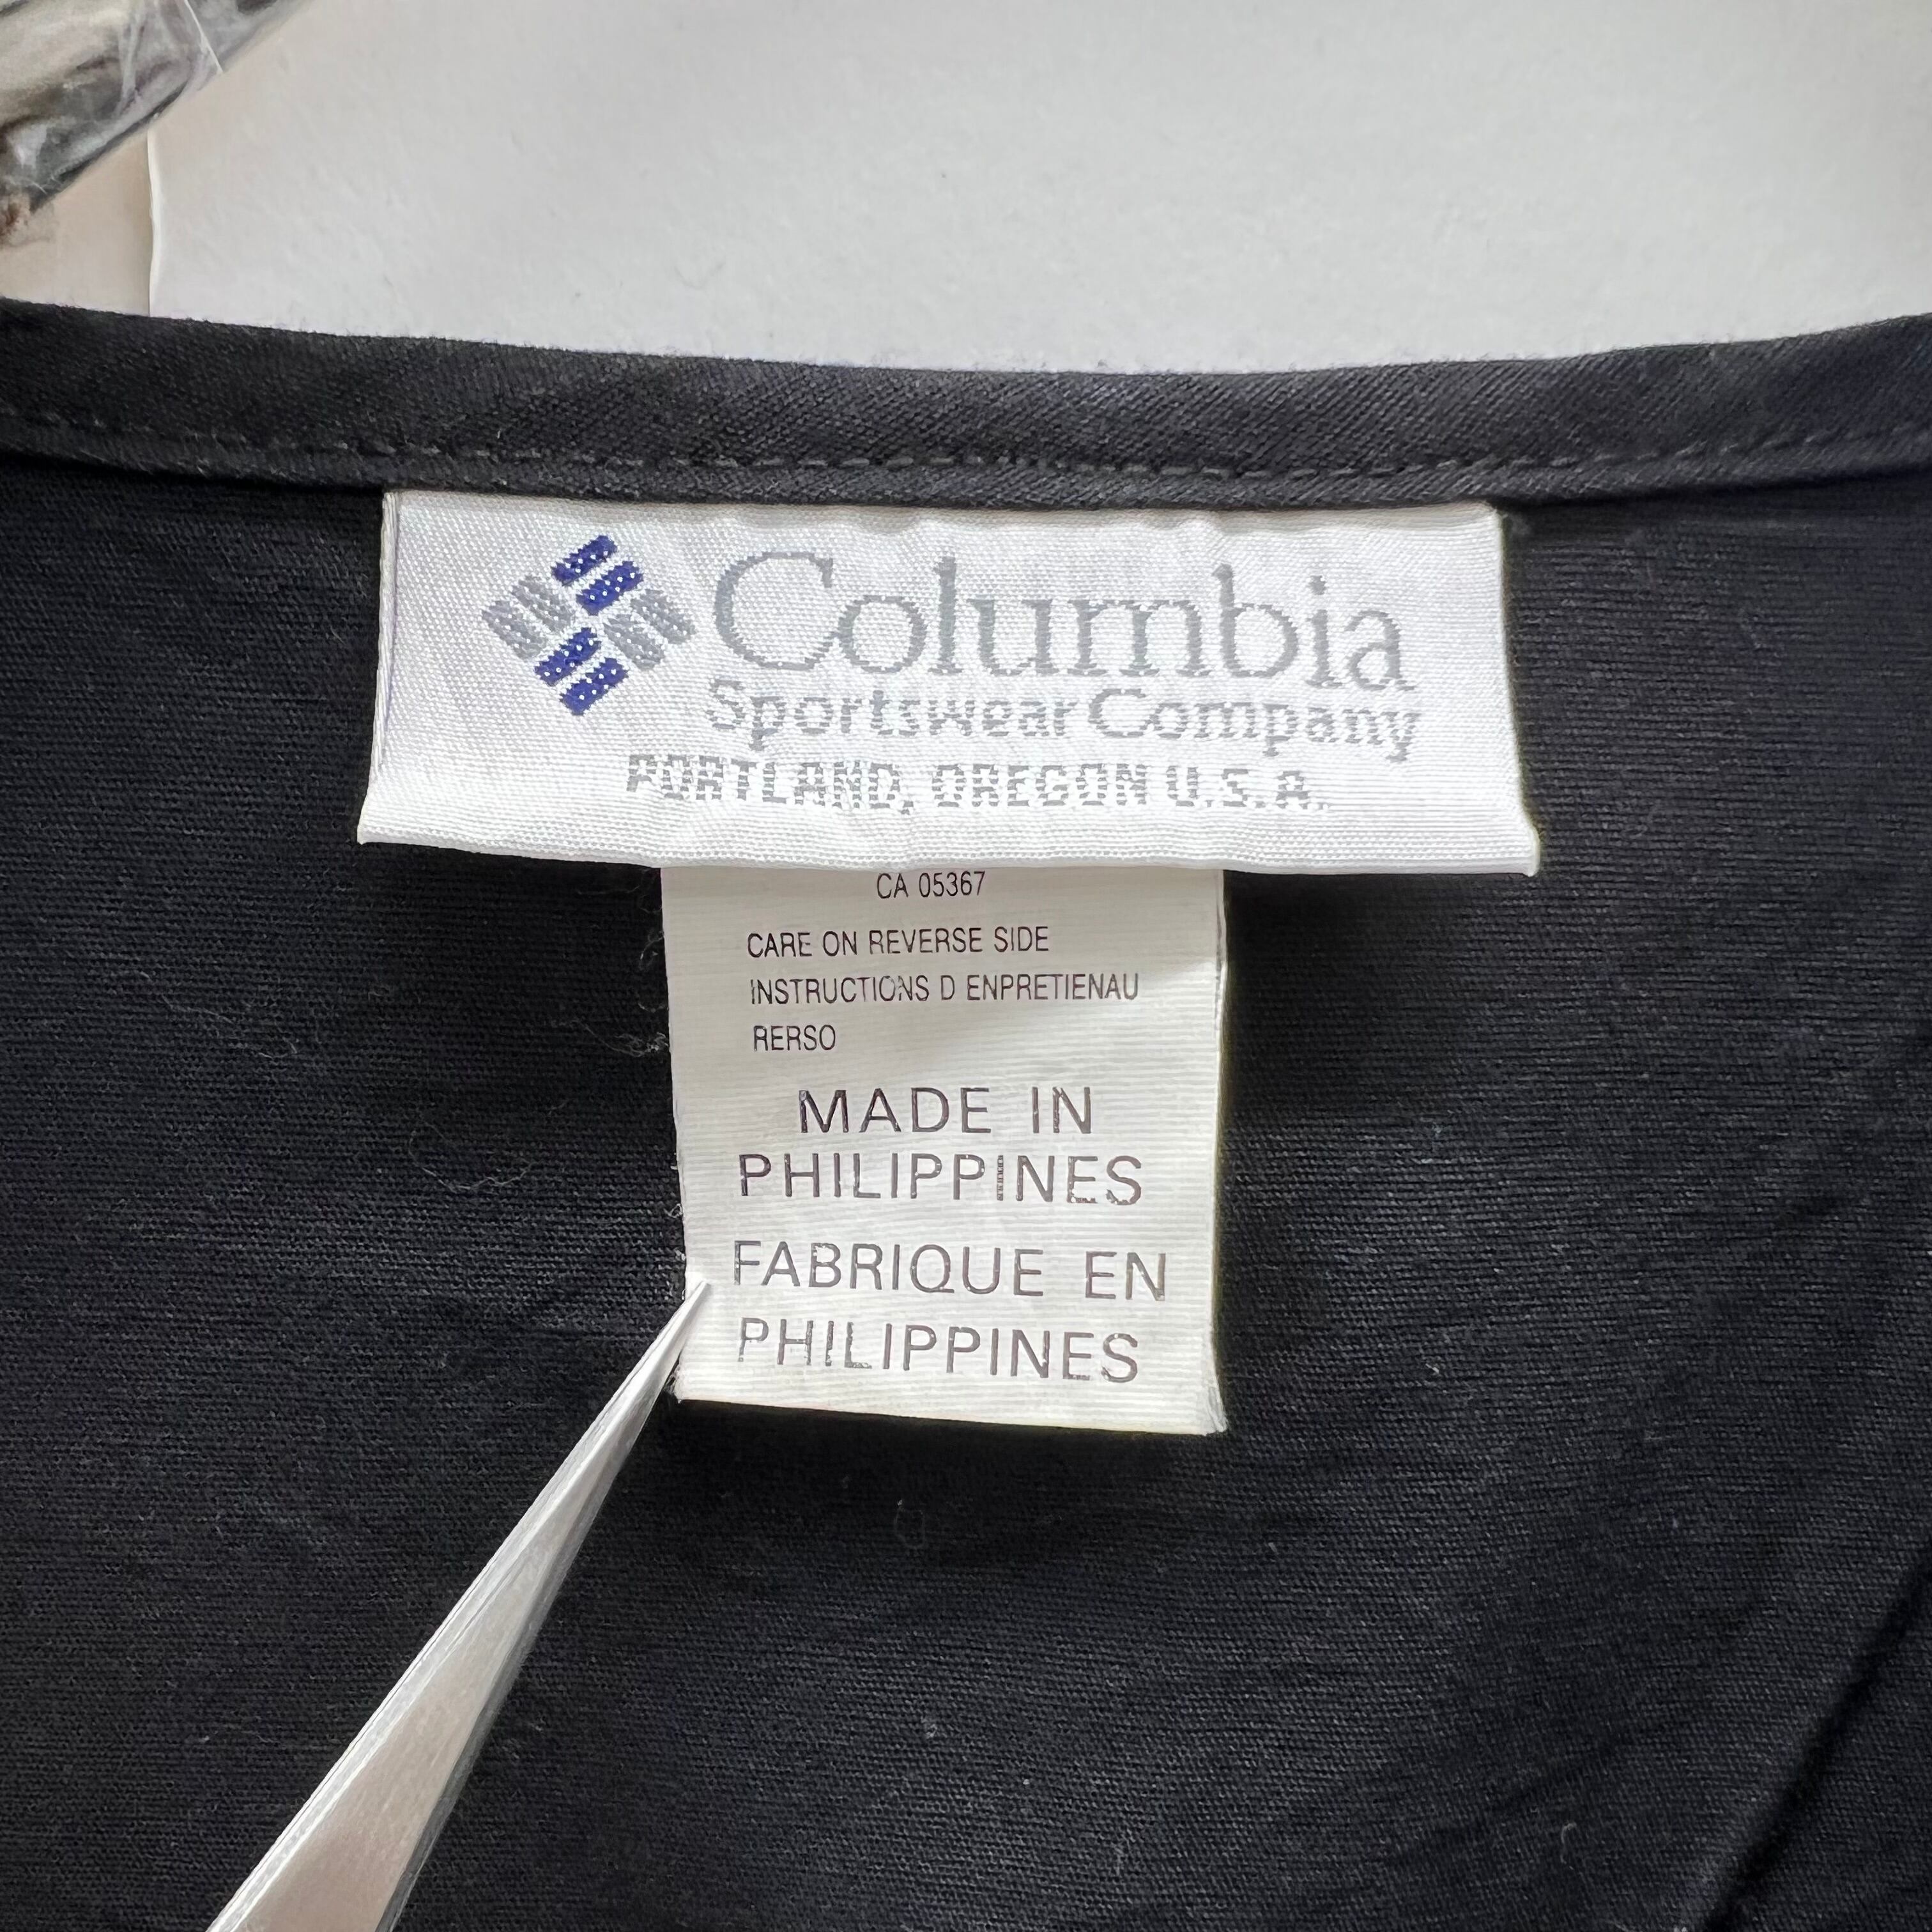 Columbia
Sportswear Company
PORTLAND, OREGON U.S.A.
CA 05367
CARE ON REVERSE SIDE
INSTRUCTIONS D ENPRETIENAU
RERSO
MADE IN
PHILIPPINES
FABRIQUE EN
PHILIPPINES